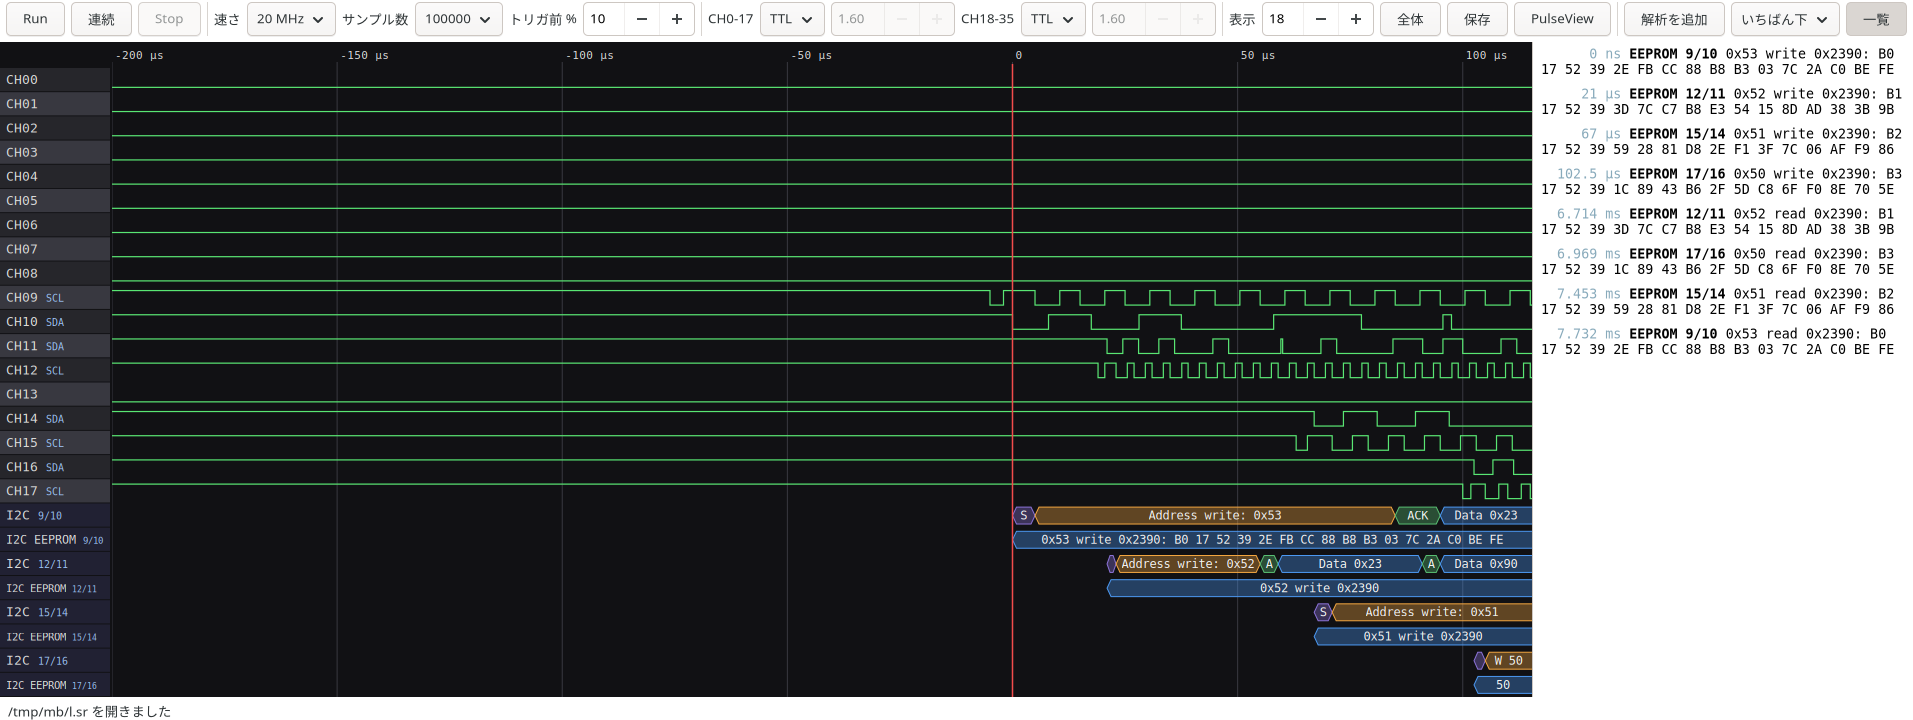 Run 連続 Stop 速さ 20 MHz サンプル数 100000 トリガ前 % 10 − + CH0-17 TTL 1.60 − + CH18-35 TTL 1.60 − + 表示 18 − + 全体 保存 PulseView 解析を追加 いちばん下 一覧
-200 µs -150 µs -100 µs -50 µs 0 50 µs 100 µs
CH00
CH01
CH02
CH03
CH04
CH05
CH06
CH07
CH08
CH09 SCL
CH10 SDA
CH11 SDA
CH12 SCL
CH13
CH14 SDA
CH15 SCL
CH16 SDA
CH17 SCL
I2C 9/10 S Address write: 0x53 ACK Data 0x23
I2C EEPROM 9/10 0x53 write 0x2390: B0 17 52 39 2E FB CC 88 B8 B3 03 7C 2A C0 BE FE
I2C 12/11 Address write: 0x52 A Data 0x23 A Data 0x90
I2C EEPROM 12/11 0x52 write 0x2390
I2C 15/14 S Address write: 0x51
I2C EEPROM 15/14 0x51 write 0x2390
I2C 17/16 W 50
I2C EEPROM 17/16 50
0 ns EEPROM 9/10 0x53 write 0x2390: B0
17 52 39 2E FB CC 88 B8 B3 03 7C 2A C0 BE FE
21 µs EEPROM 12/11 0x52 write 0x2390: B1
17 52 39 3D 7C C7 B8 E3 54 15 8D AD 38 3B 9B
67 µs EEPROM 15/14 0x51 write 0x2390: B2
17 52 39 59 28 81 D8 2E F1 3F 7C 06 AF F9 86
102.5 µs EEPROM 17/16 0x50 write 0x2390: B3
17 52 39 1C 89 43 B6 2F 5D C8 6F F0 8E 70 5E
6.714 ms EEPROM 12/11 0x52 read 0x2390: B1
17 52 39 3D 7C C7 B8 E3 54 15 8D AD 38 3B 9B
6.969 ms EEPROM 17/16 0x50 read 0x2390: B3
17 52 39 1C 89 43 B6 2F 5D C8 6F F0 8E 70 5E
7.453 ms EEPROM 15/14 0x51 read 0x2390: B2
17 52 39 59 28 81 D8 2E F1 3F 7C 06 AF F9 86
7.732 ms EEPROM 9/10 0x53 read 0x2390: B0
17 52 39 2E FB CC 88 B8 B3 03 7C 2A C0 BE FE
/tmp/mb/l.sr を開きました